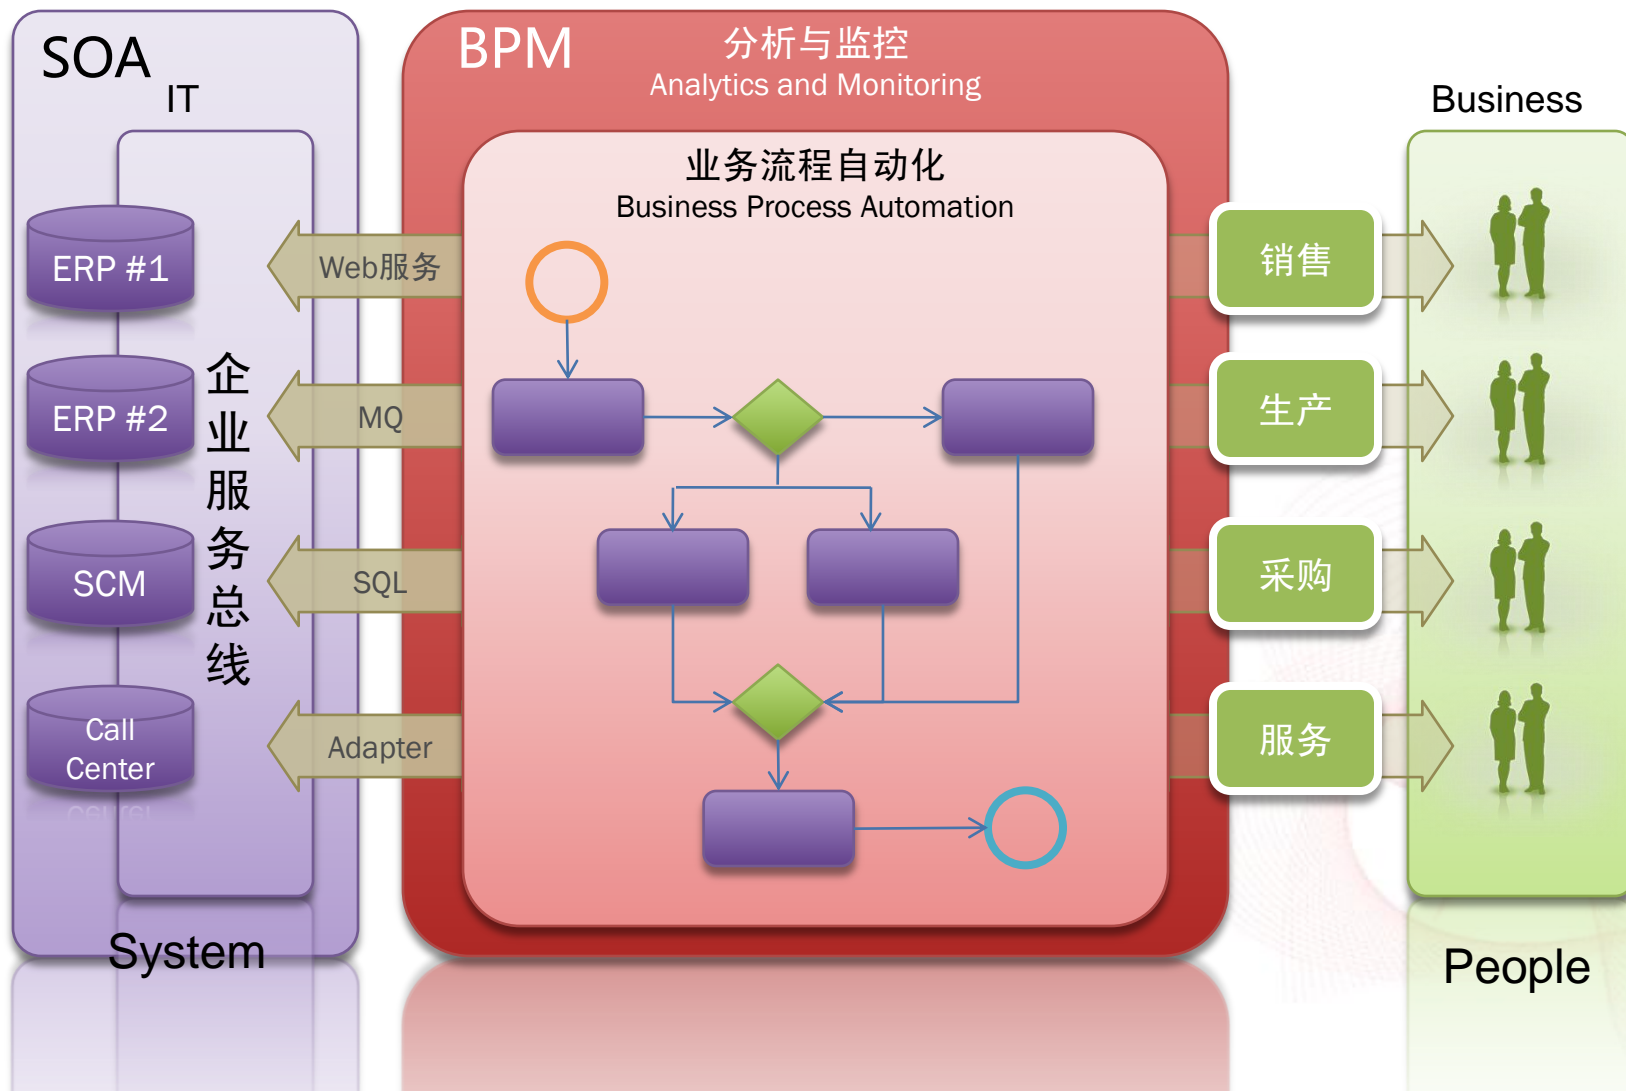 SOA
IT
ERP #1
ERP #2
SCM
Call
Center
企
业
服
务
总
线
System
Web服务
MQ
SQL
Adapter
BPM
分析与监控
Analytics and Monitoring
业务流程自动化
Business Process Automation
销售
生产
采购
服务
Business
People